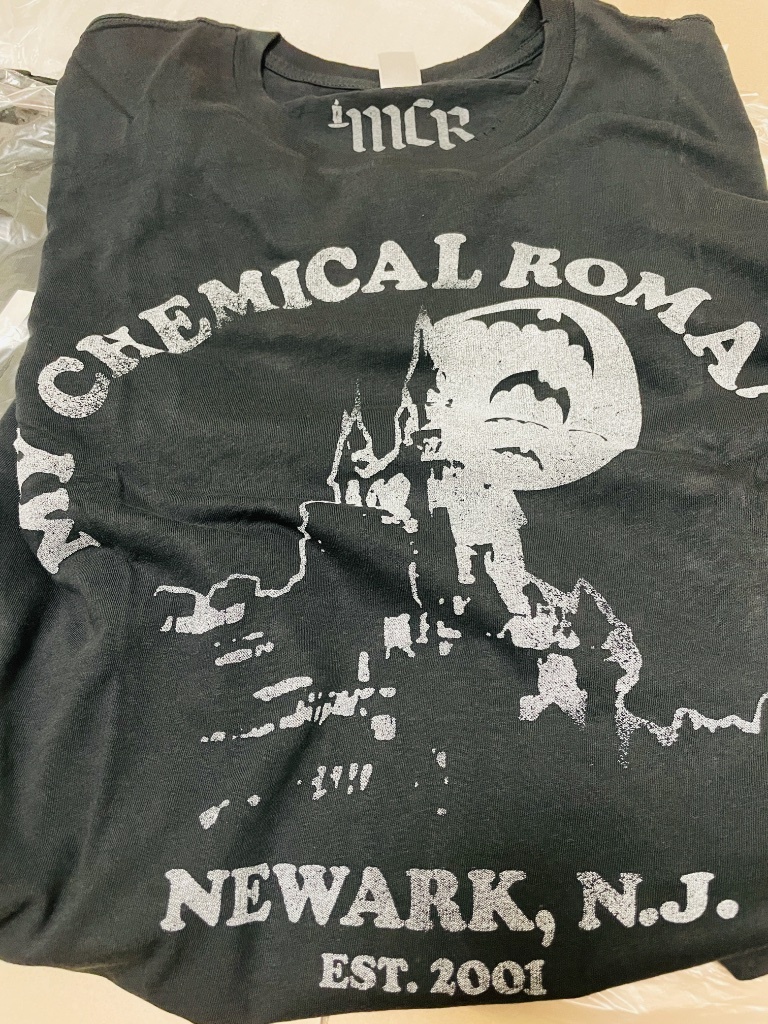 MCR
MY CHEMICAL ROMA
NEWARK, N.J.
EST. 2001